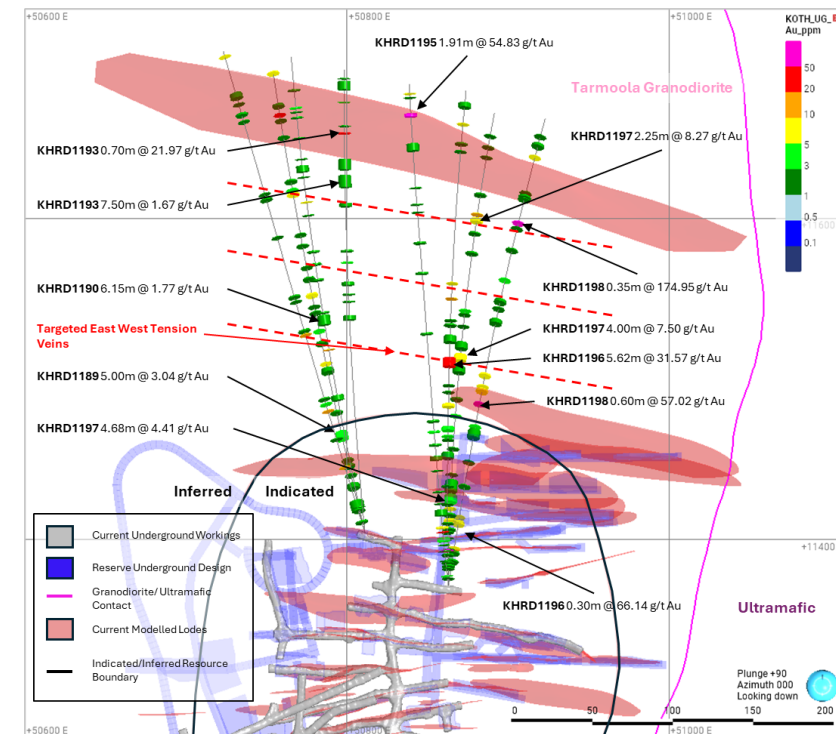 +50600 E
+50800 E
+51000 E
KOTH_UG_
Au_ppm
50
20
10
5
3
1
0.5
0.1
KHRD1195 1.91m @ 54.83 g/t Au
Tarmoola Granodiorite
KHRD1197 2.25m @ 8.27 g/t Au
KHRD1193 0.70m @ 21.97 g/t Au
KHRD1193 7.50m @ 1.67 g/t Au
KHRD1190 6.15m @ 1.77 g/t Au
KHRD1198 0.35m @ 174.95 g/t Au
Targeted East West Tension
Veins
KHRD1197 4.00m @ 7.50 g/t Au
KHRD1196 5.62m @ 31.57 g/t Au
KHRD1189 5.00m @ 3.04 g/t Au
KHRD1198 0.60m @ 57.02 g/t Au
KHRD1197 4.68m @ 4.41 g/t Au
Inferred
Indicated
Current Underground Workings
Reserve Underground Design
Granodiorite/ Ultramafic
Contact
Current Modelled Lodes
Indicated/Inferred Resource
Boundary
+11400
KHRD1196 0.30m @ 66.14 g/t Au
Ultramafic
Plunge +90
Azimuth 000
Looking down
0
50
100
150
200
+50600 E
+50800 E
+51000 E